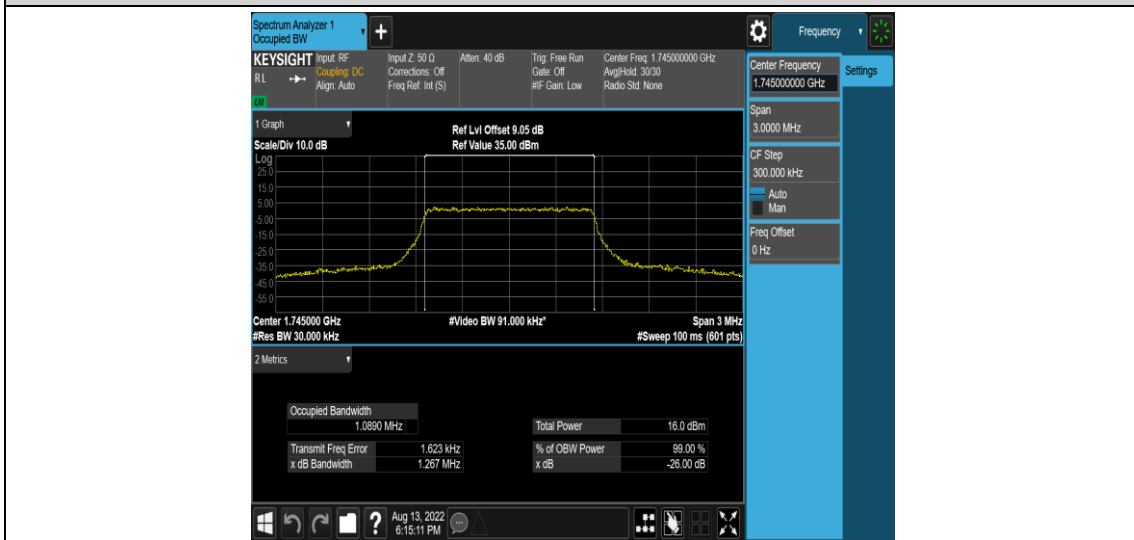 Spectrum Analyzer 1
Occupied BW
+
Frequency
KEYSIGHT
RL
LXI
Input: RF
Coupling: DC
Align: Auto
Input Z: 50 Ω
Corrections: Off
Freq Ref: Int (S)
Atten: 40 dB
Trig: Free Run
Gate: Off
#IF Gain: Low
Center Freq: 1.745000000 GHz
Avg|Hold: 30/30
Radio Std: None
Center Frequency
1.745000000 GHz
Settings
Span
3.0000 MHz
CF Step
300.000 kHz
Auto
Man
Freq Offset
0 Hz
1 Graph
Ref Lvl Offset 9.05 dB
Scale/Div 10.0 dB
Ref Value 35.00 dBm
Log
25.0
15.0
5.00
-5.00
-15.0
-25.0
-35.0
-45.0
-55.0
Center 1.745000 GHz
#Video BW 91.000 kHz*
Span 3 MHz
#Res BW 30.000 kHz
#Sweep 100 ms (601 pts)
2 Metrics
Occupied Bandwidth
1.0890 MHz
Total Power 16.0 dBm
Transmit Freq Error 1.623 kHz
% of OBW Power 99.00 %
x dB Bandwidth 1.267 MHz
x dB -26.00 dB
?
Aug 13, 2022
6:15:11 PM